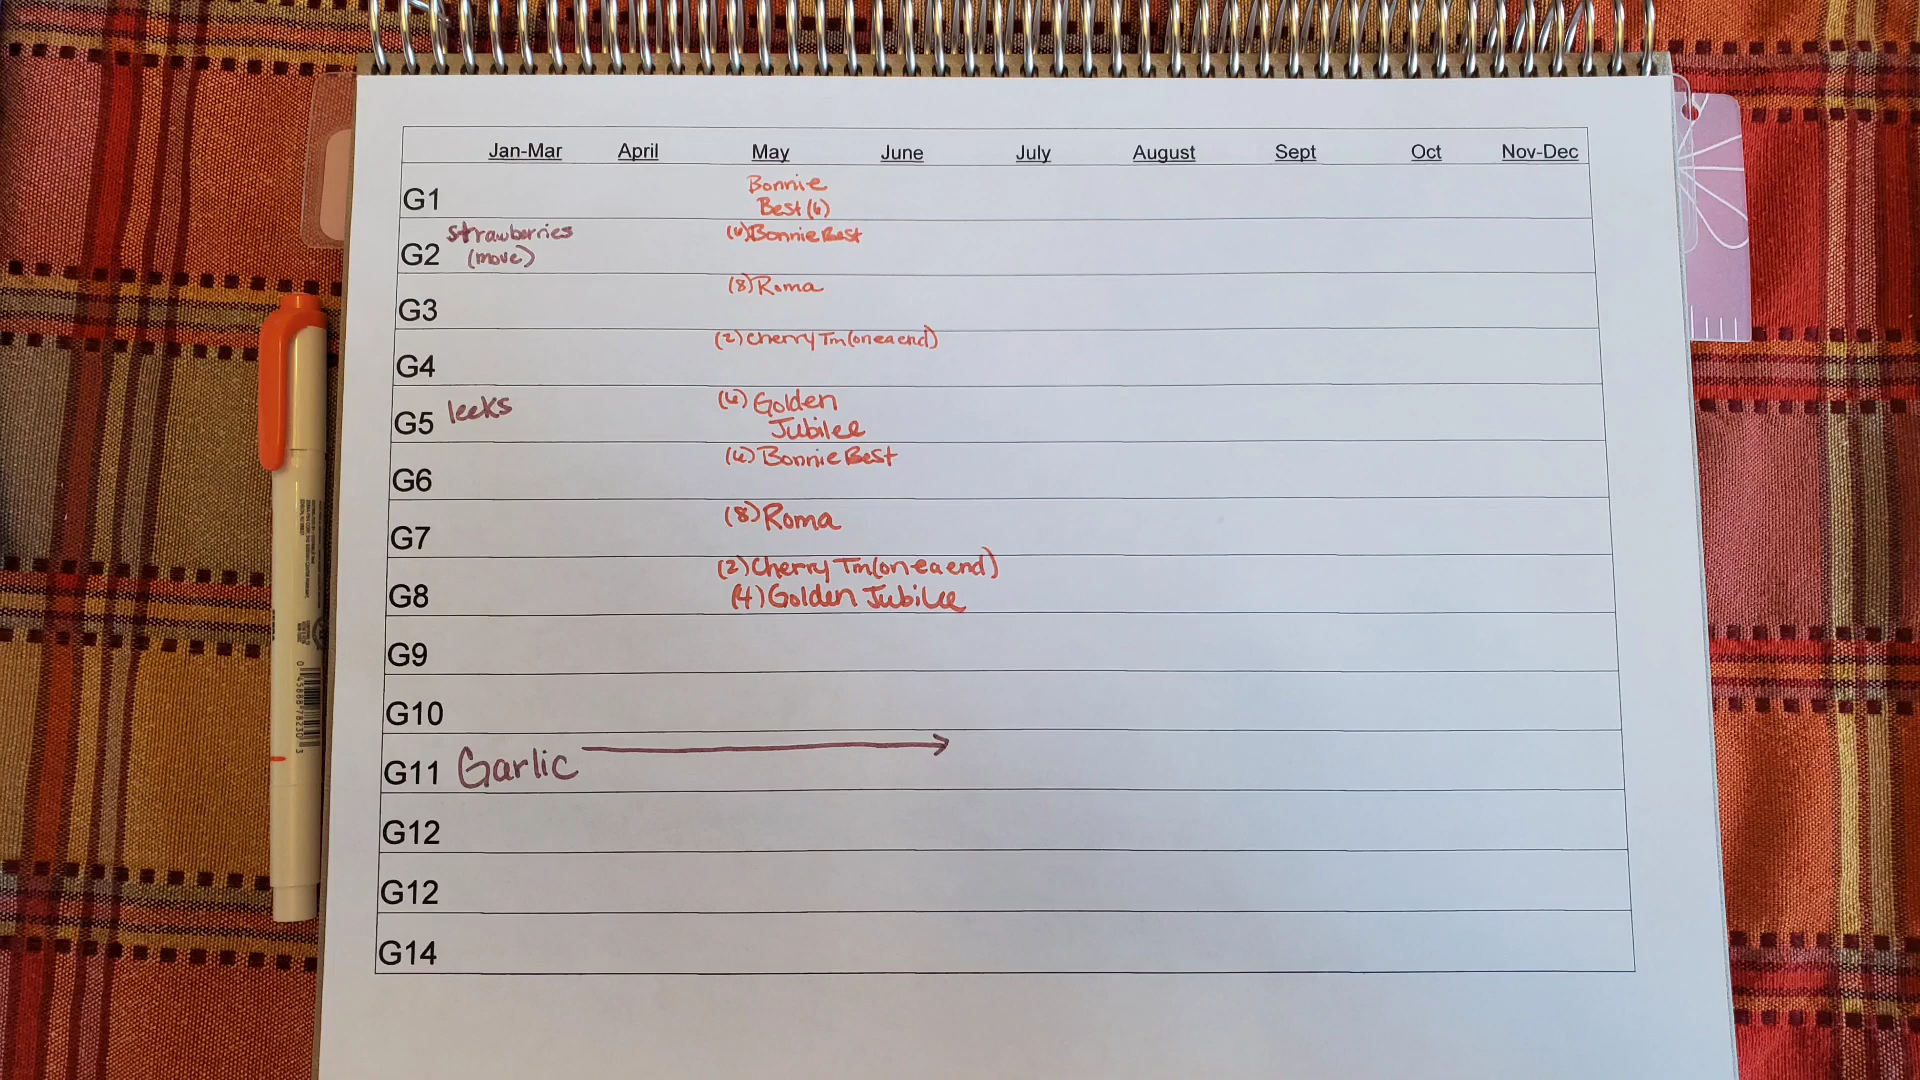 Jan-Mar April May June July August Sept Oct Nov-Dec
G1 Bonnie
Best (6)
G2 strawberries (6) Bonnie Best
(move)
G3 (8) Roma
G4 (2) Cherry Tm (on ea end)
G5 leeks (6) Golden
Jubilee
G6 (6) Bonnie Best
G7 (8) Roma
G8 (2) Cherry Tm (on ea end)
(4) Golden Jubilee
G9
G10
G11 Garlic
G12
G12
G14